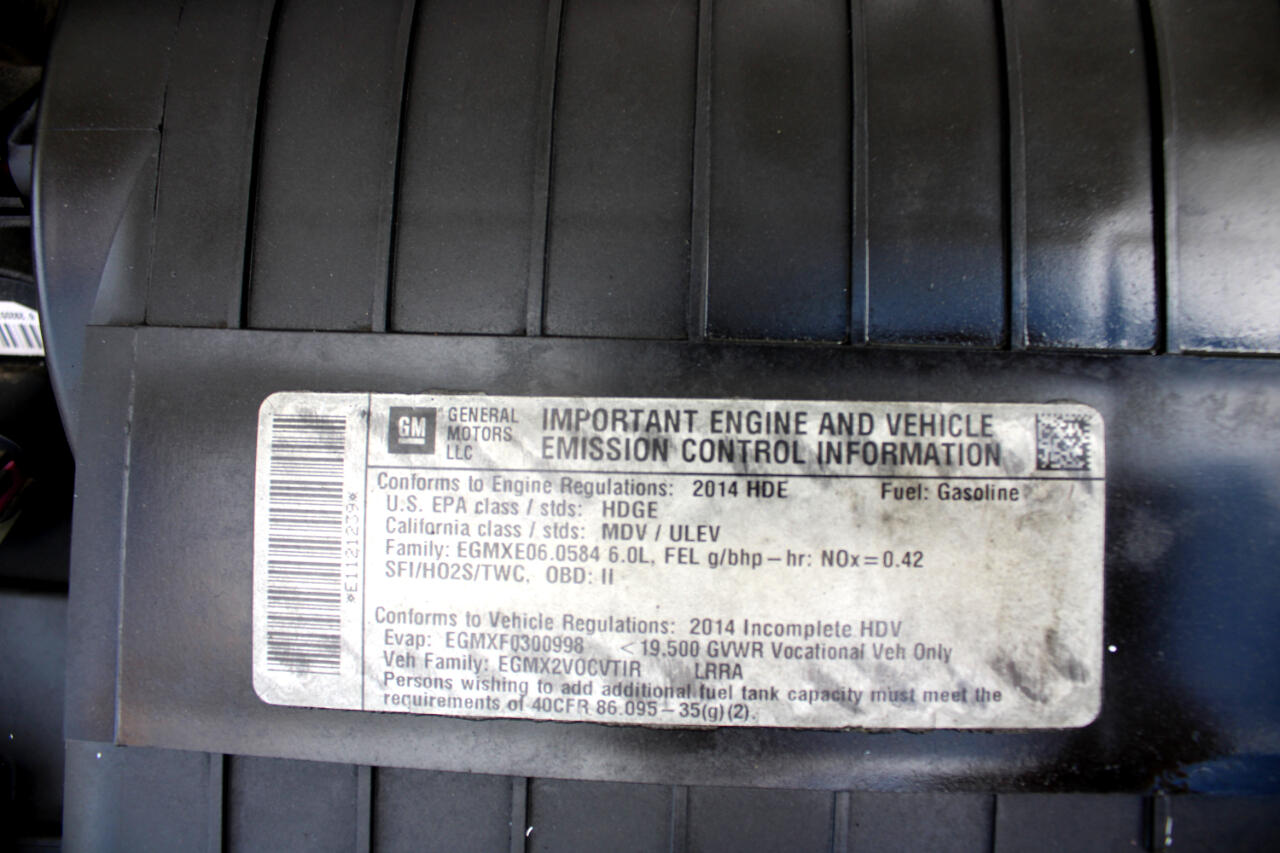 GM
GENERAL
MOTORS
LLC
IMPORTANT ENGINE AND VEHICLE
EMISSION CONTROL INFORMATION
Conforms to Engine Regulations: 2014 HDE Fuel: Gasoline
U.S. EPA class / stds: HDGE
California class / stds: MDV / ULEV
Family: EGMXE06.0584 6.0L, FEL g/bhp-hr: NOx=0.42
SFI/HO2S/TWC, OBD: II
Conforms to Vehicle Regulations: 2014 Incomplete HDV
Evap: EGMXF0300998 <19,500 GVWR Vocational Veh Only
Veh Family: EGMX2VOCVTIR LRRA
Persons wishing to add additional fuel tank capacity must meet the
requirements of 40CFR 86.095-35(g)(2).
*E1121239*